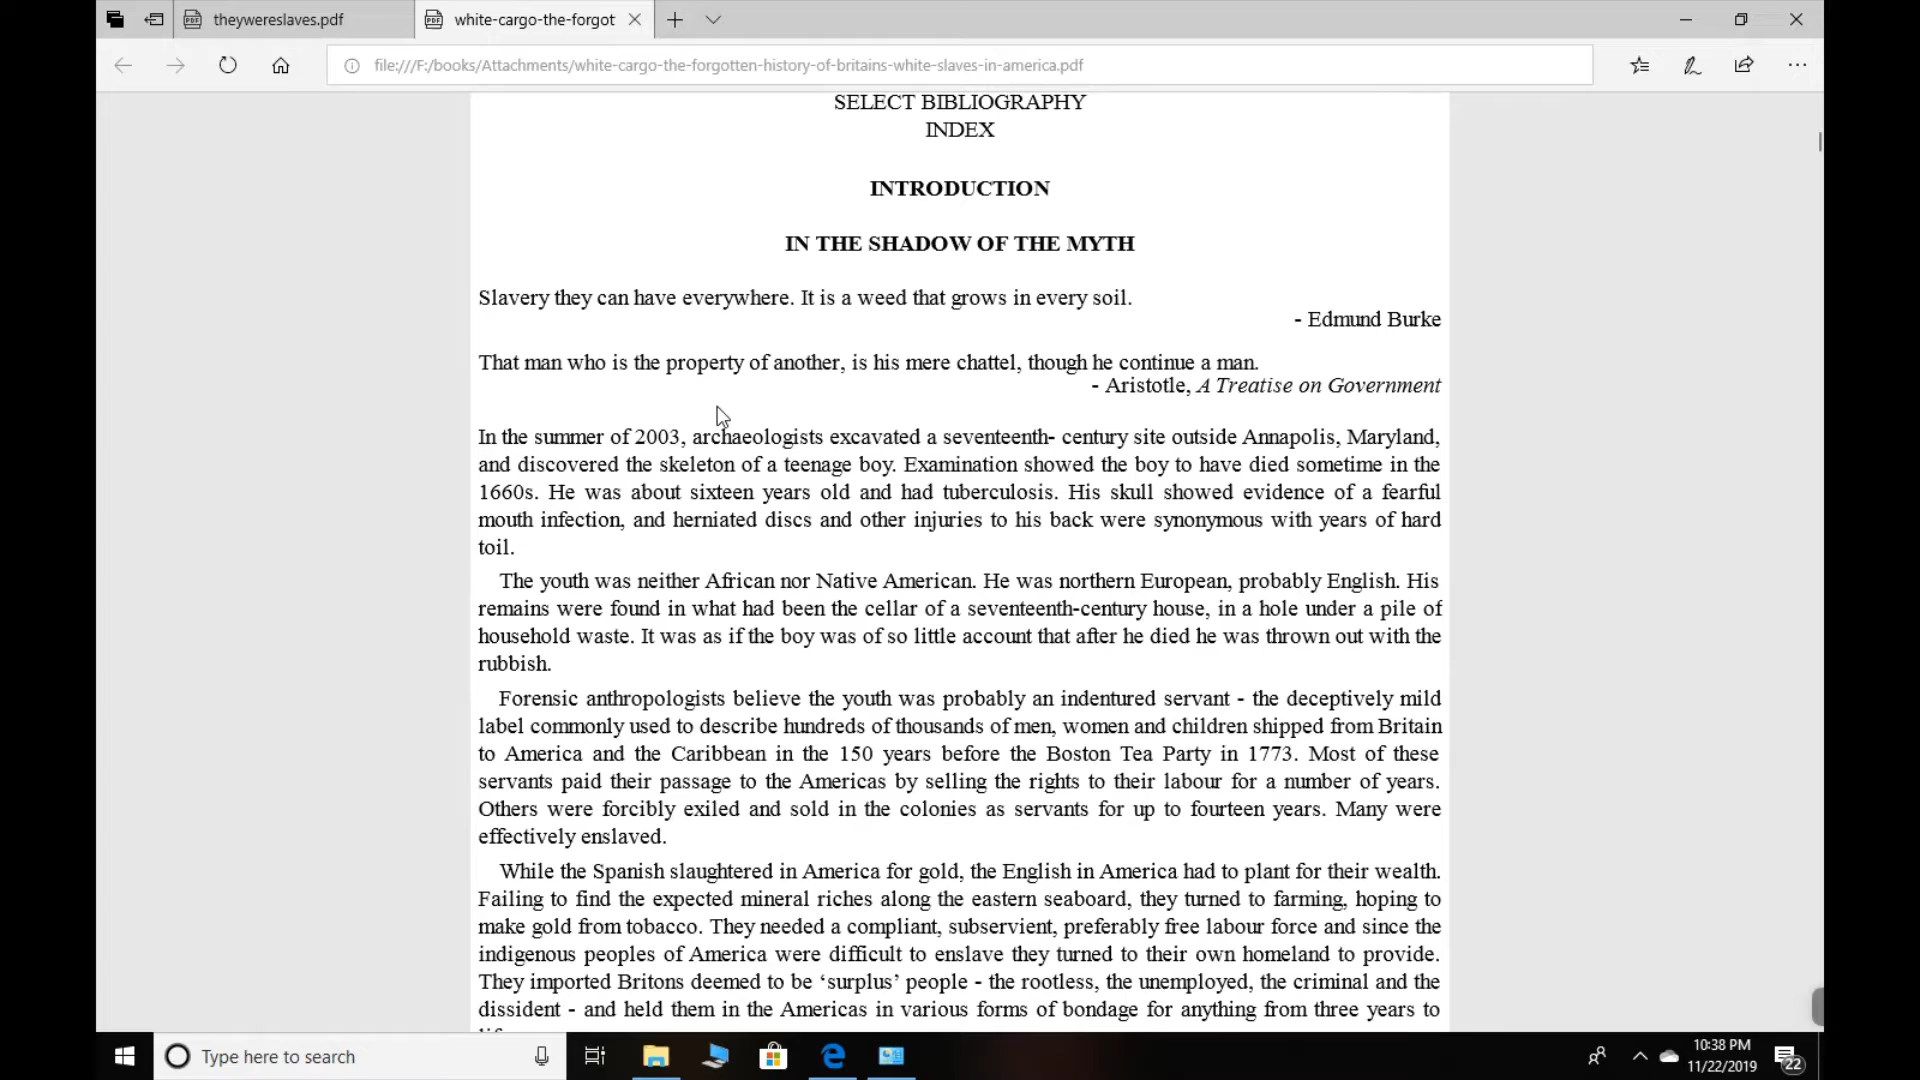 theywereslaves.pdf
white-cargo-the-forgot
file:///F:/books/Attachments/white-cargo-the-forgotten-history-of-britains-white-slaves-in-america.pdf
SELECT BIBLIOGRAPHY
INDEX
INTRODUCTION
IN THE SHADOW OF THE MYTH
Slavery they can have everywhere. It is a weed that grows in every soil.
- Edmund Burke
That man who is the property of another, is his mere chattel, though he continue a man.
- Aristotle, A Treatise on Government
In the summer of 2003, archaeologists excavated a seventeenth- century site outside Annapolis, Maryland,
and discovered the skeleton of a teenage boy. Examination showed the boy to have died sometime in the
1660s. He was about sixteen years old and had tuberculosis. His skull showed evidence of a fearful
mouth infection, and herniated discs and other injuries to his back were synonymous with years of hard
toil.
The youth was neither African nor Native American. He was northern European, probably English. His
remains were found in what had been the cellar of a seventeenth-century house, in a hole under a pile of
household waste. It was as if the boy was of so little account that after he died he was thrown out with the
rubbish.
Forensic anthropologists believe the youth was probably an indentured servant - the deceptively mild
label commonly used to describe hundreds of thousands of men, women and children shipped from Britain
to America and the Caribbean in the 150 years before the Boston Tea Party in 1773. Most of these
servants paid their passage to the Americas by selling the rights to their labour for a number of years.
Others were forcibly exiled and sold in the colonies as servants for up to fourteen years. Many were
effectively enslaved.
While the Spanish slaughtered in America for gold, the English in America had to plant for their wealth.
Failing to find the expected mineral riches along the eastern seaboard, they turned to farming, hoping to
make gold from tobacco. They needed a compliant, subservient, preferably free labour force and since the
indigenous peoples of America were difficult to enslave they turned to their own homeland to provide.
They imported Britons deemed to be ‘surplus’ people - the rootless, the unemployed, the criminal and the
dissident - and held them in the Americas in various forms of bondage for anything from three years to
Type here to search
10:38 PM
11/22/2019
22